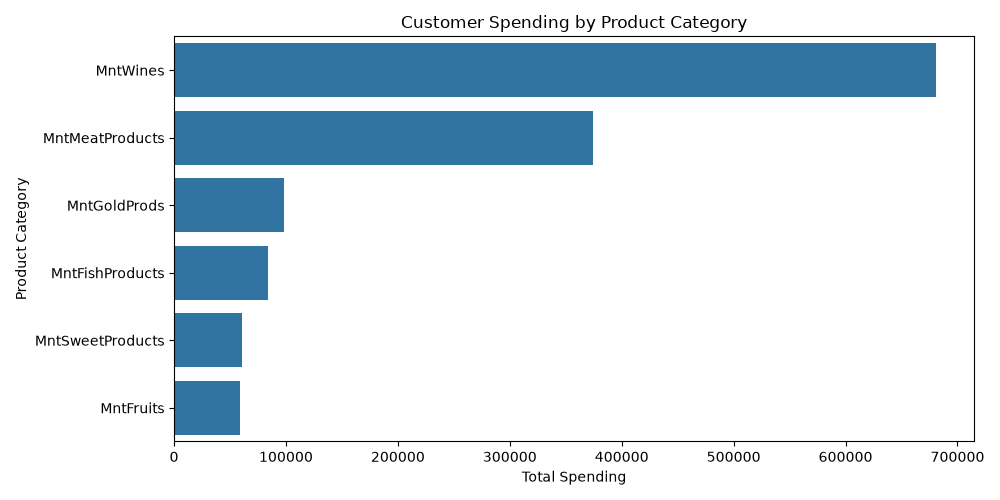 Customer Spending by Product Category
Product Category
MntWines
MntMeatProducts
MntGoldProds
MntFishProducts
MntSweetProducts
MntFruits
0 100000 200000 300000 400000 500000 600000 700000
Total Spending